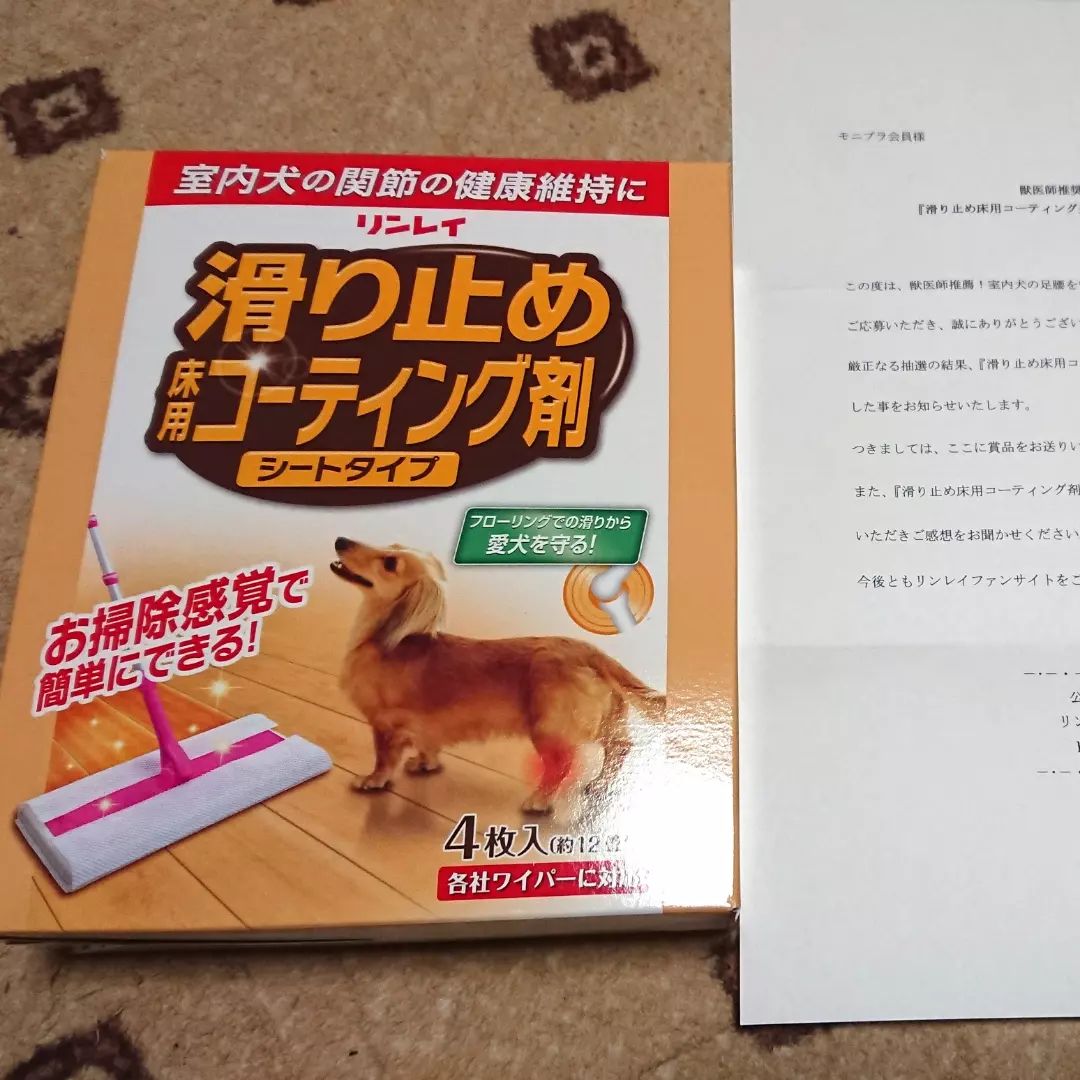 室内犬の関節の健康維持に
リンレイ
滑り止め
床用コーティング剤
シートタイプ
フローリングでの滑りから
愛犬を守る!
お掃除感覚で
簡単にできる!
4枚入(約12畳
各社ワイパーに対応
モニプラ会員様
獣医師推奨
『滑り止め床用コーティング
この度は、獣医師推薦!室内犬の足腰を
ご応募いただき、誠にありがとうござい
厳正なる抽選の結果、『滑り止め床用コ
した事をお知らせいたします。
つきましては、ここに賞品をお送りい
また、『滑り止め床用コーティング剤
いただきご感想をお聞かせください
今後ともリンレイファンサイトをご
リン